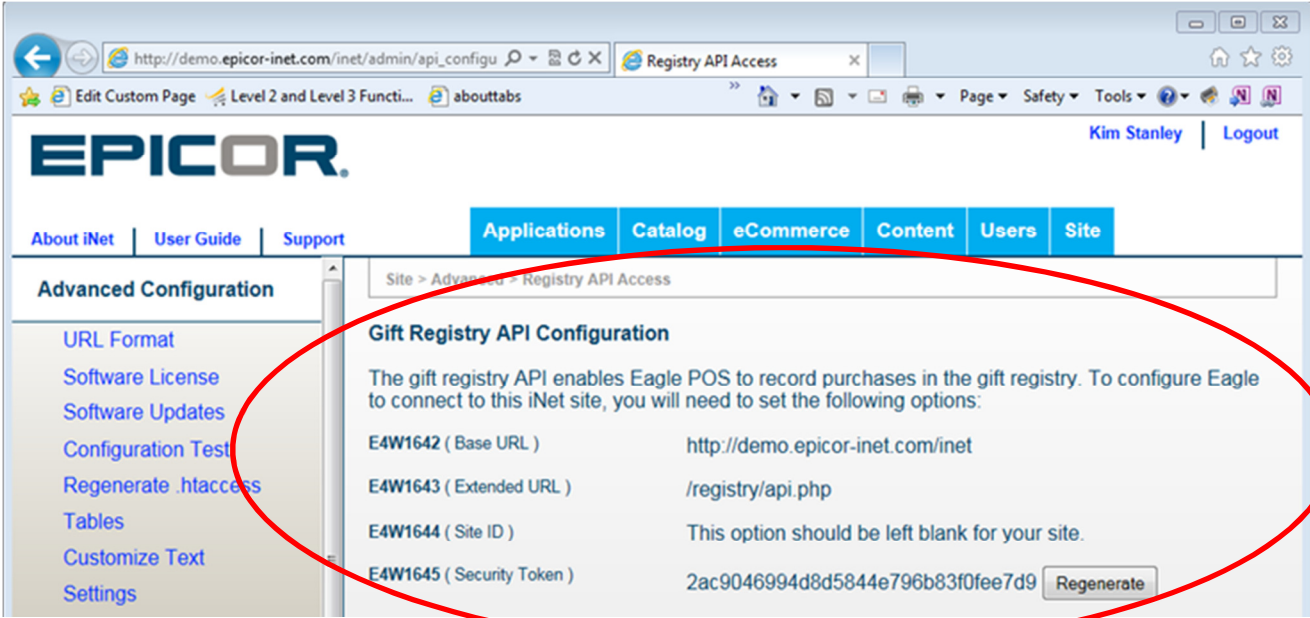 http://demo.epicor-inet.com/inet/admin/api_configu
Registry API Access
Edit Custom Page
Level 2 and Level 3 Functi...
abouttabs
Page
Safety
Tools
EPICOR.
Kim Stanley
Logout
About iNet
User Guide
Support
Applications
Catalog
eCommerce
Content
Users
Site
Advanced Configuration
URL Format
Software License
Software Updates
Configuration Test
Regenerate .htaccess
Tables
Customize Text
Settings
Site > Advanced > Registry API Access
Gift Registry API Configuration
The gift registry API enables Eagle POS to record purchases in the gift registry. To configure Eagle
to connect to this iNet site, you will need to set the following options:
E4W1642 ( Base URL ) http://demo.epicor-inet.com/inet
E4W1643 ( Extended URL ) /registry/api.php
E4W1644 ( Site ID ) This option should be left blank for your site.
E4W1645 ( Security Token ) 2ac9046994d8d5844e796b83f0fee7d9 Regenerate